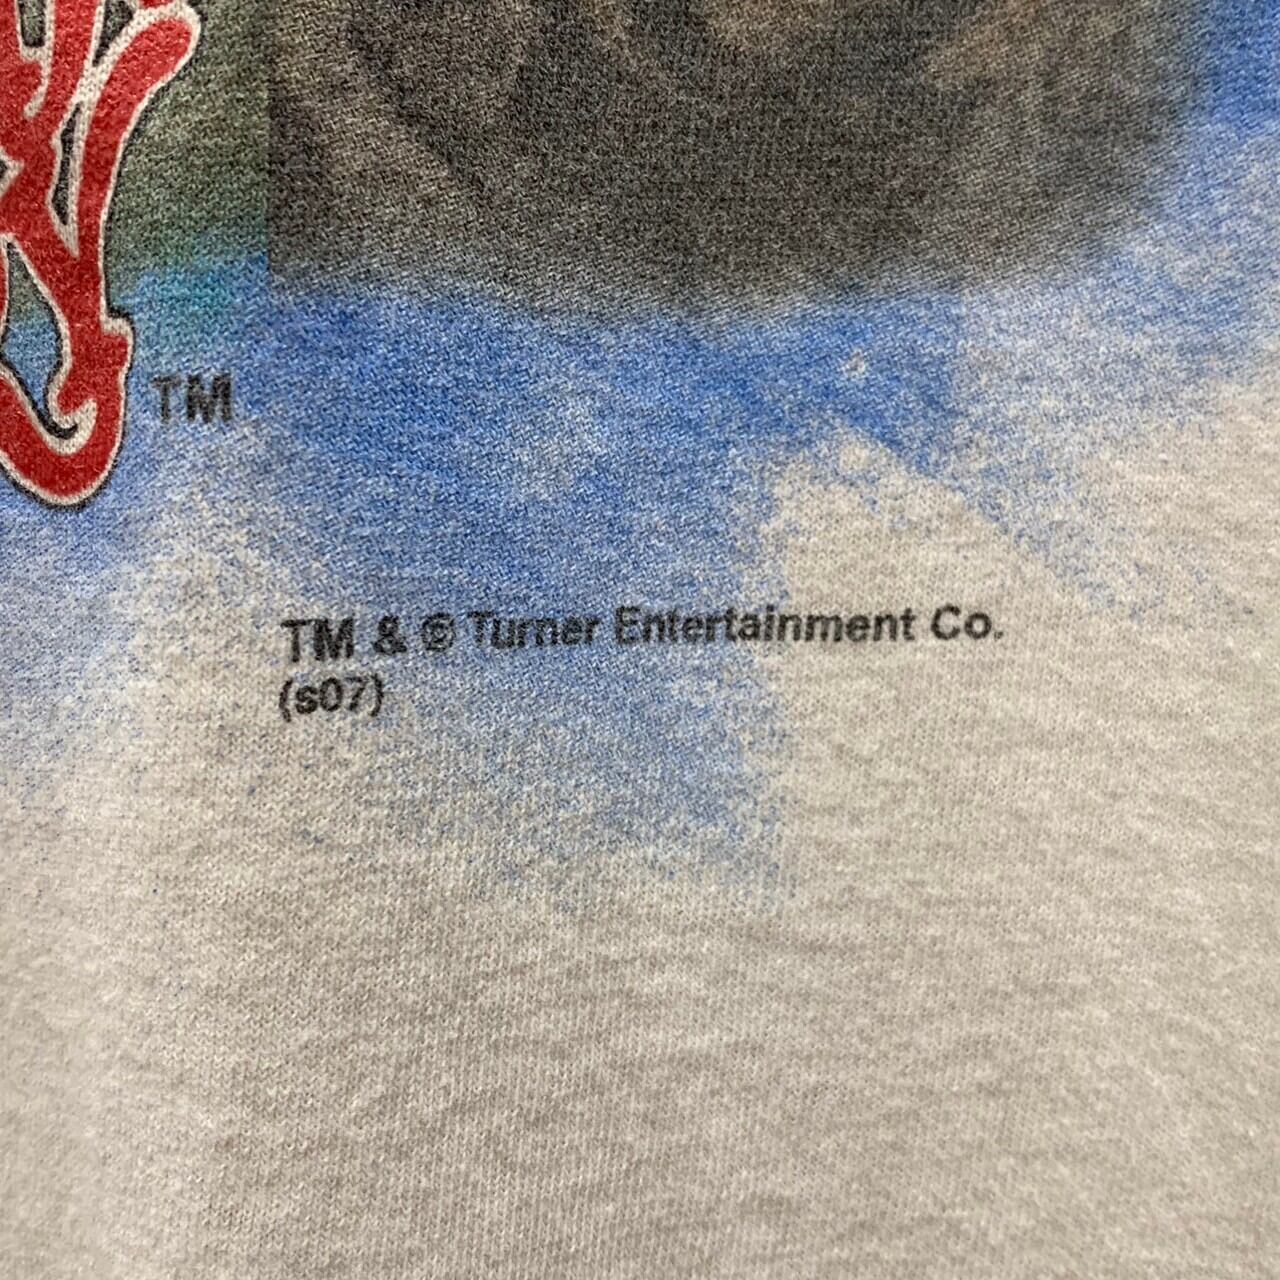 TM
TM & © Turner Entertainment Co.
(s07)